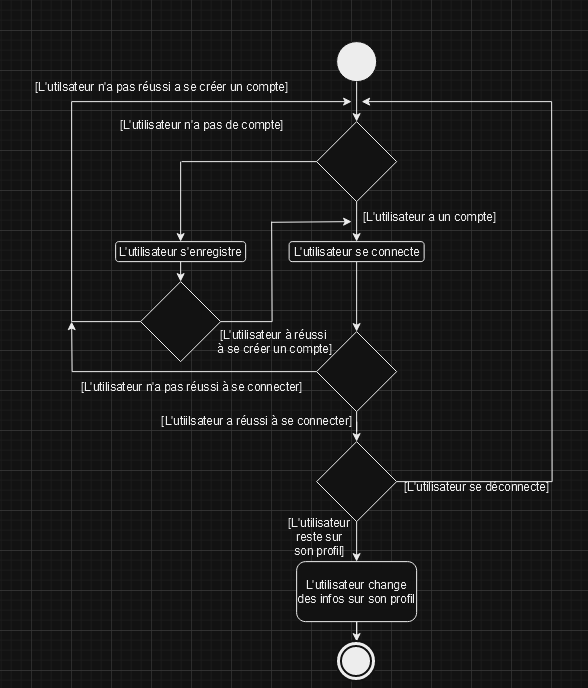 [L'utilsateur n'a pas réussi a se créer un compte]
[L'utilisateur n'a pas de compte]
[L'utilisateur a un compte]
L'utilisateur s'enregistre
L'utilisateur se connecte
[L'utilisateur à réussi
à se créer un compte]
[L'utilisateur n'a pas réussi à se connecter]
[L'utiilsateur a réussi à se connecter]
[L'utilisateur se déconnecte]
[L'utilisateur
reste sur
son profil]
L'utilisateur change
des infos sur son profil